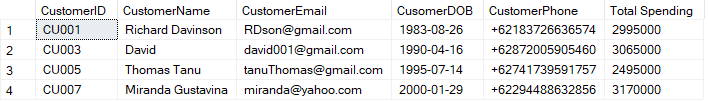 CustomerID CustomerName CustomerEmail CusomerDOB CustomerPhone Total Spending
1 CU001 Richard Davinson RDson@gmail.com 1983-08-26 +62183726636574 2995000
2 CU003 David david001@gmail.com 1990-04-16 +62872005905460 3065000
3 CU005 Thomas Tanu tanuThomas@gmail.com 1995-07-14 +62741739591757 2495000
4 CU007 Miranda Gustavina miranda@yahoo.com 2000-01-29 +62294488632856 3170000